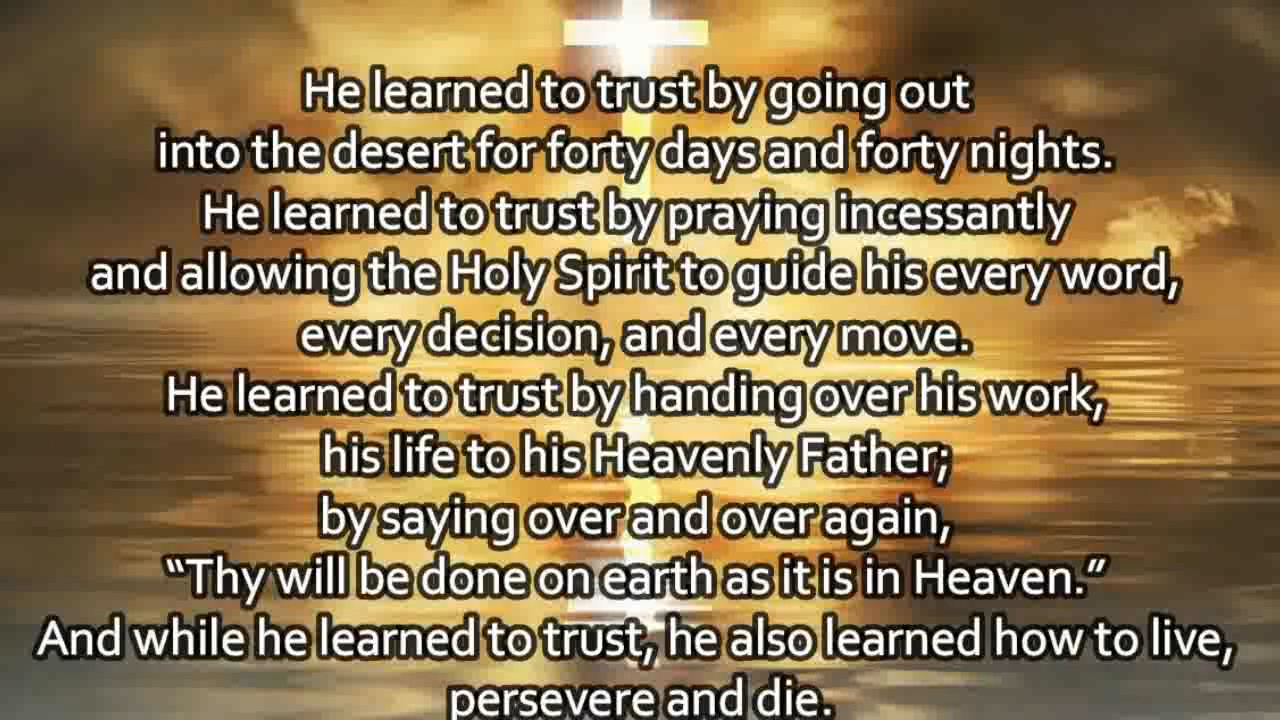 He learned to trust by going out
into the desert for forty days and forty nights.
He learned to trust by praying incessantly
and allowing the Holy Spirit to guide his every word,
every decision, and every move.
He learned to trust by handing over his work,
his life to his Heavenly Father;
by saying over and over again,
“Thy will be done on earth as it is in Heaven.”
And while he learned to trust, he also learned how to live,
persevere and die.